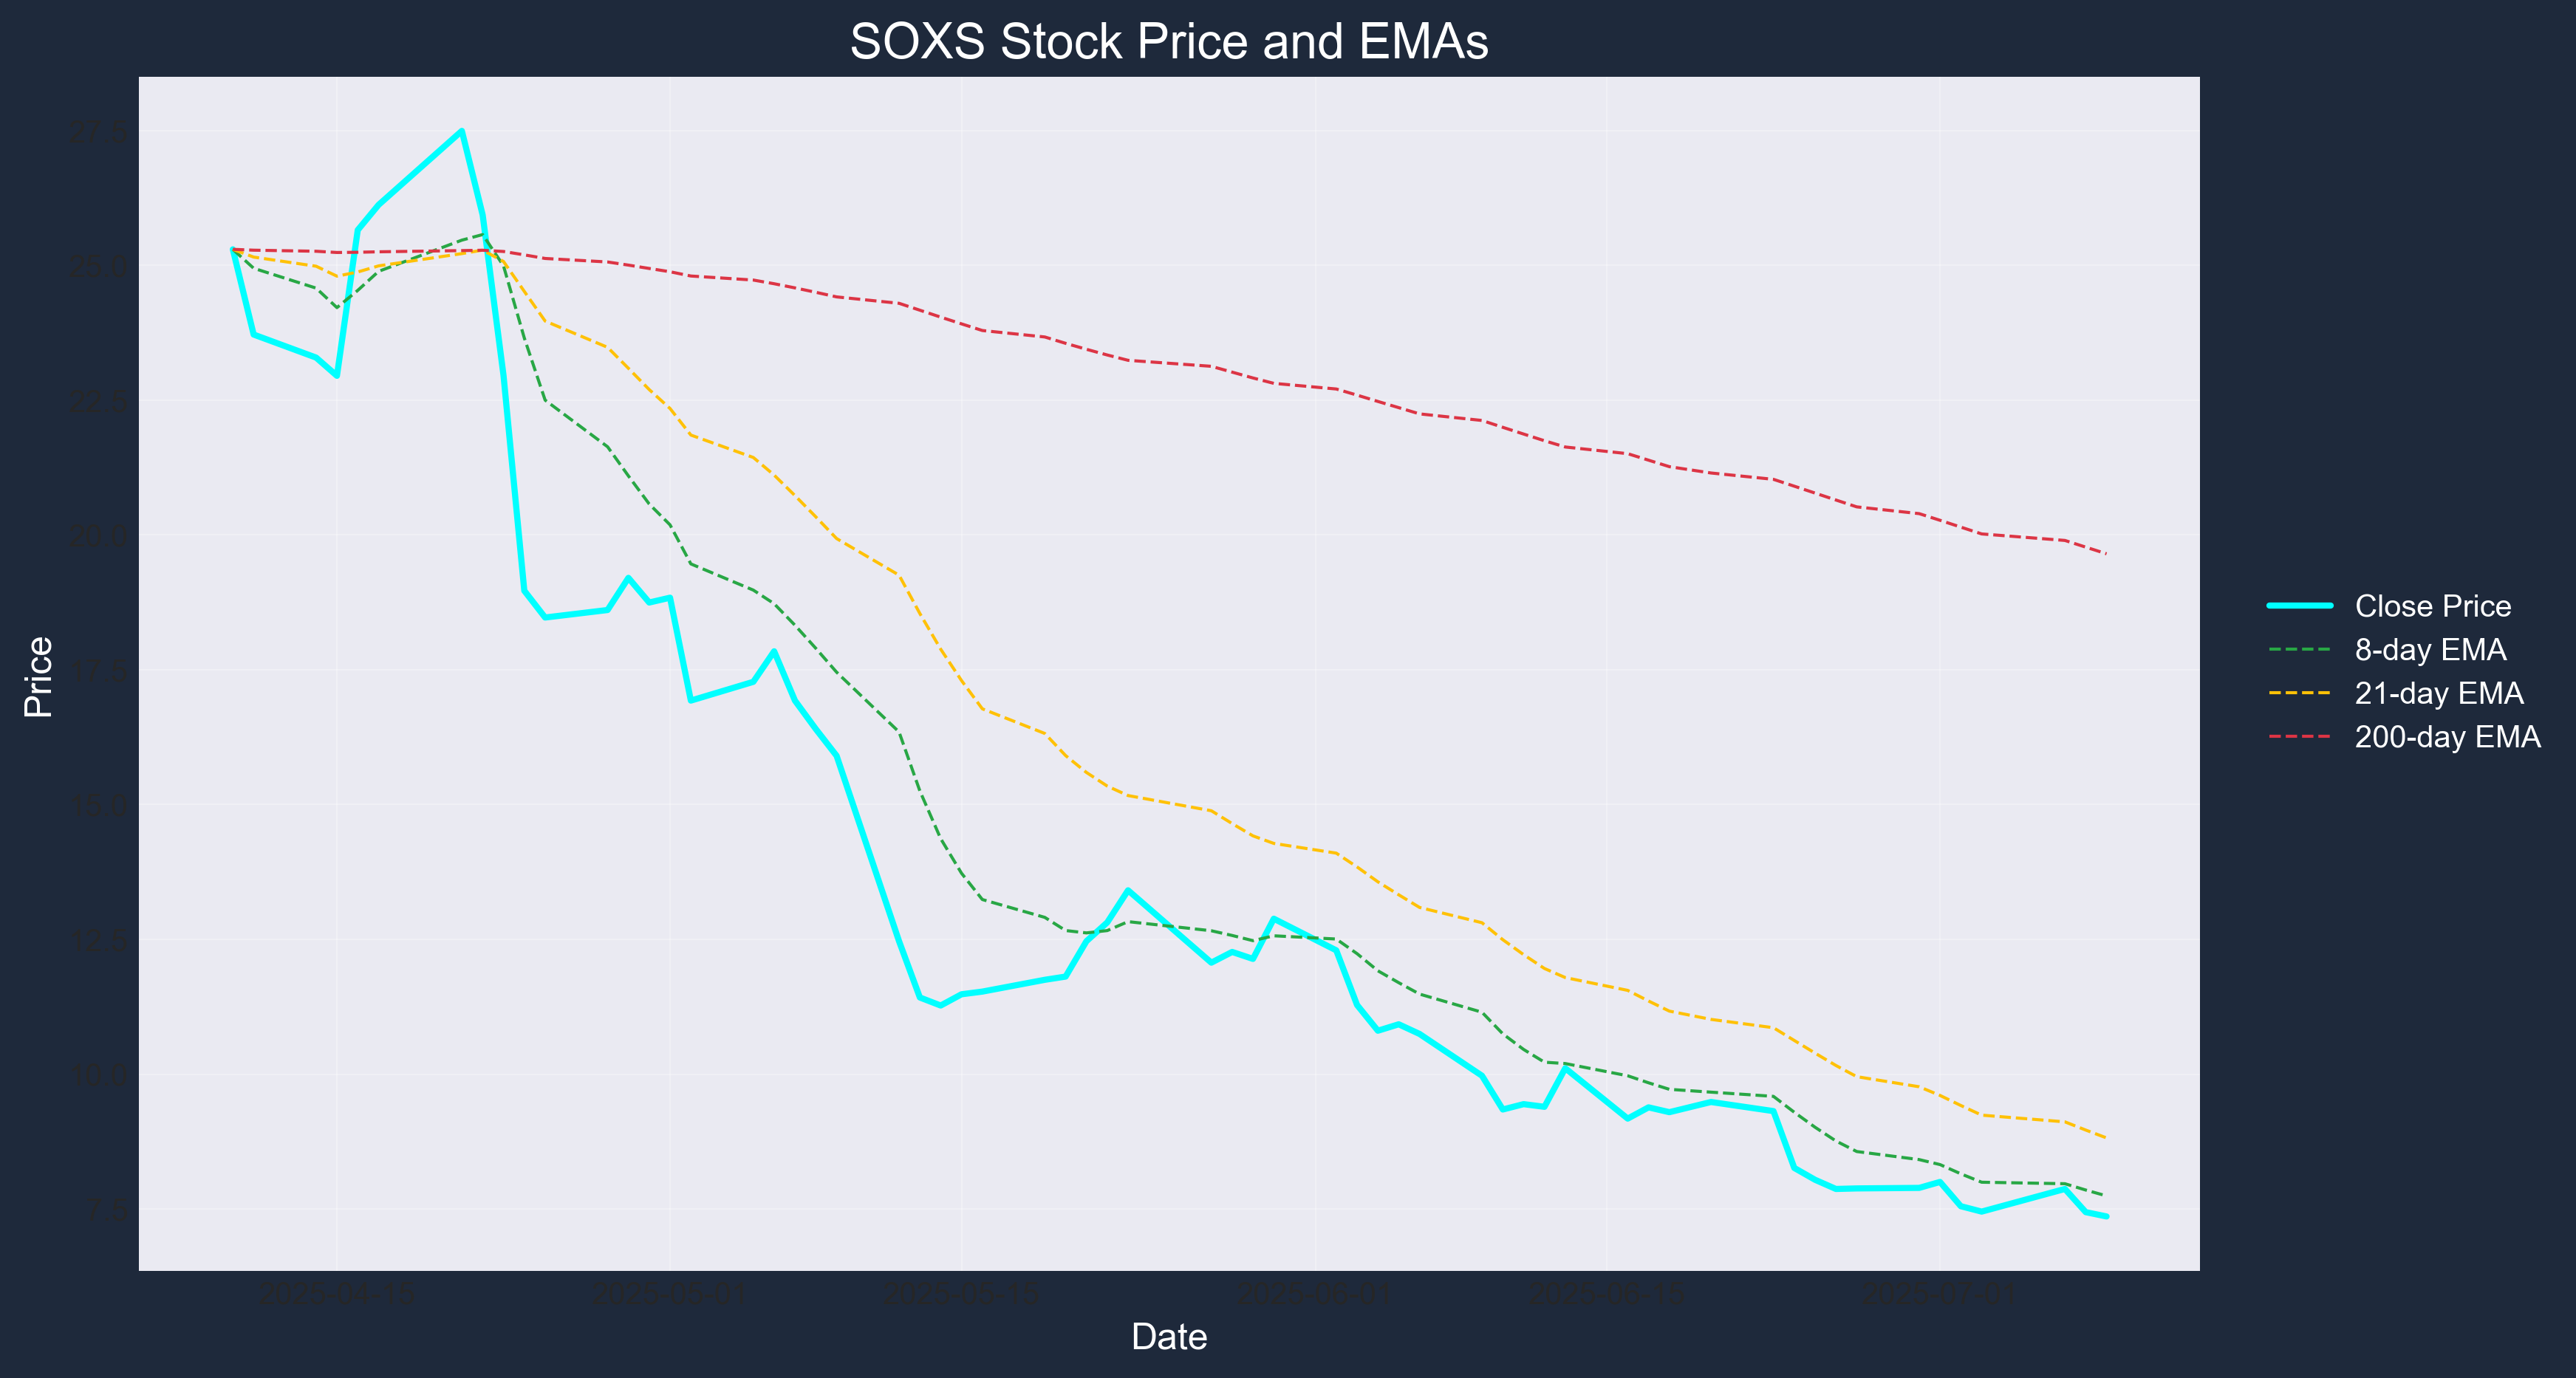 SOXS Stock Price and EMAs
Price
27.5
25.0
22.5
20.0
17.5
15.0
12.5
10.0
7.5
2025-04-15
2025-05-01
2025-05-15
2025-06-01
2025-06-15
2025-07-01
Date
Close Price
8-day EMA
21-day EMA
200-day EMA